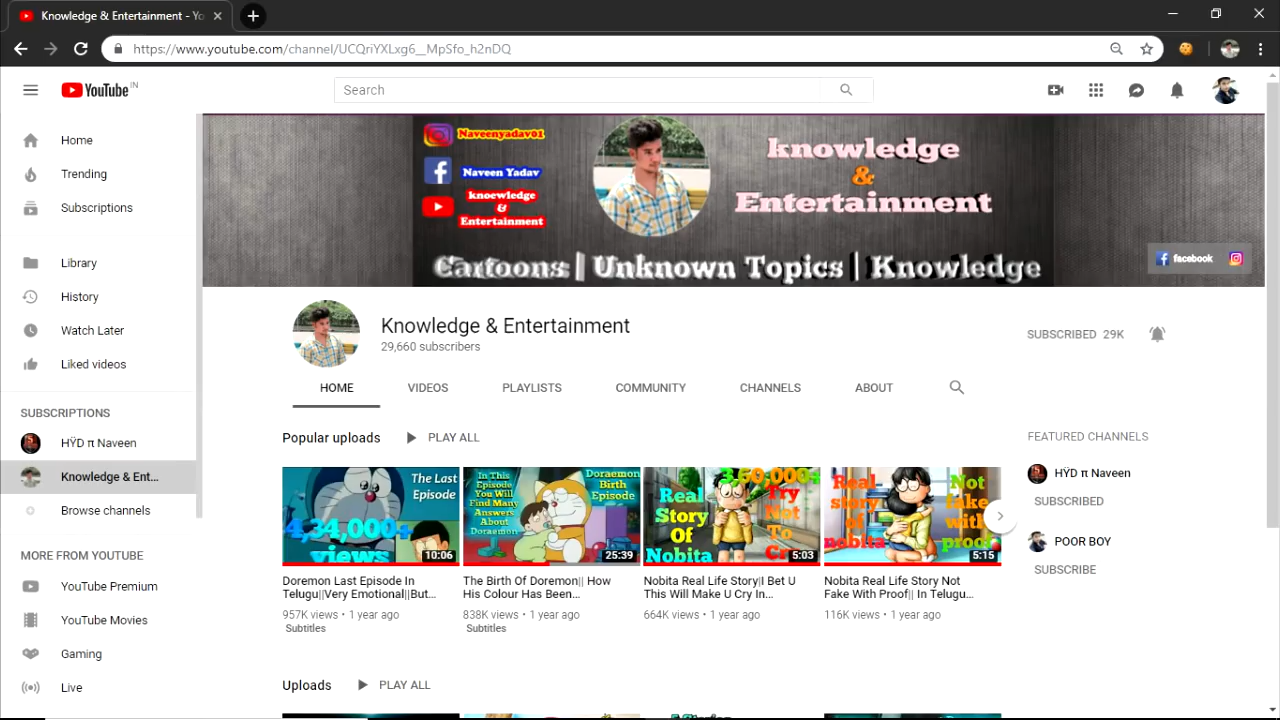 Knowledge & Entertainment - Yo
https://www.youtube.com/channel/UCQriYXLxg6__MpSfo_h2nDQ
YouTube IN
Search
Home
Trending
Subscriptions
Library
History
Watch Later
Liked videos
SUBSCRIPTIONS
HŸD π Naveen
Knowledge & Ent...
Browse channels
MORE FROM YOUTUBE
YouTube Premium
YouTube Movies
Gaming
Live
Naveenyadav01
Naveen Yadav
knoewledge
&
Entertainment
knowledge
&
Entertainment
Cartoons | Unknown Topics | Knowledge
facebook
Knowledge & Entertainment
29,660 subscribers
SUBSCRIBED 29K
HOME VIDEOS PLAYLISTS COMMUNITY CHANNELS ABOUT
Popular uploads PLAY ALL
The Last
Episode
4,34,000+
views
10:06
Doremon Last Episode In
Telugu||Very Emotional||But...
957K views • 1 year ago
Subtitles
In This
Episode
You Will
Find Many
Answers
About
Doraemon
Doraemon
Birth
Episode
25:39
The Birth Of Doremon|| How
His Colour Has Been...
838K views • 1 year ago
Subtitles
3,60,000+
Real
Story
Of
Nobita
Try
Not
To
5:03
Nobita Real Life Story|I Bet U
This Will Make U Cry In...
664K views • 1 year ago
Real
story
of
nobita
Not
fake
with
proof
5:15
Nobita Real Life Story Not
Fake With Proof|| In Telugu...
116K views • 1 year ago
FEATURED CHANNELS
HŸD π Naveen
SUBSCRIBED
POOR BOY
SUBSCRIBE
Uploads PLAY ALL